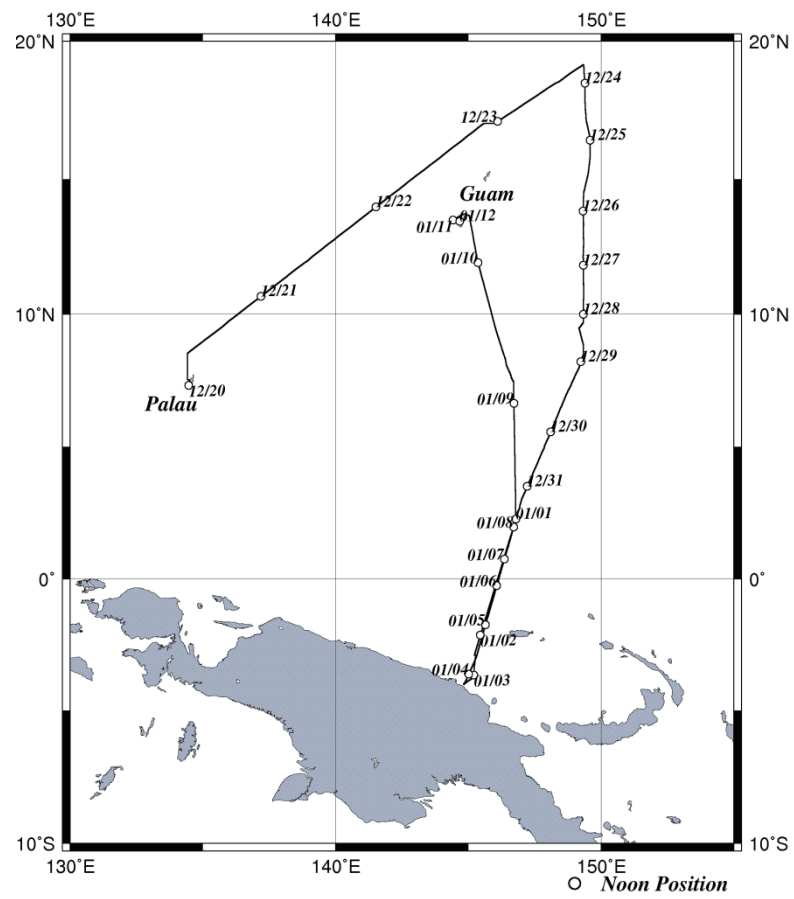 130°E 140°E 150°E
20°N 20°N
12/24
12/23
12/25
12/22
Guam
12/26
01/12
01/11
01/10
12/27
12/21
10°N 12/28 10°N
12/29
12/20
Palau
01/09
12/30
12/31
01/01
01/08
01/07
0° 01/06 0°
01/05
01/02
01/04
01/03
10°S 10°S
130°E 140°E 150°E
Noon Position